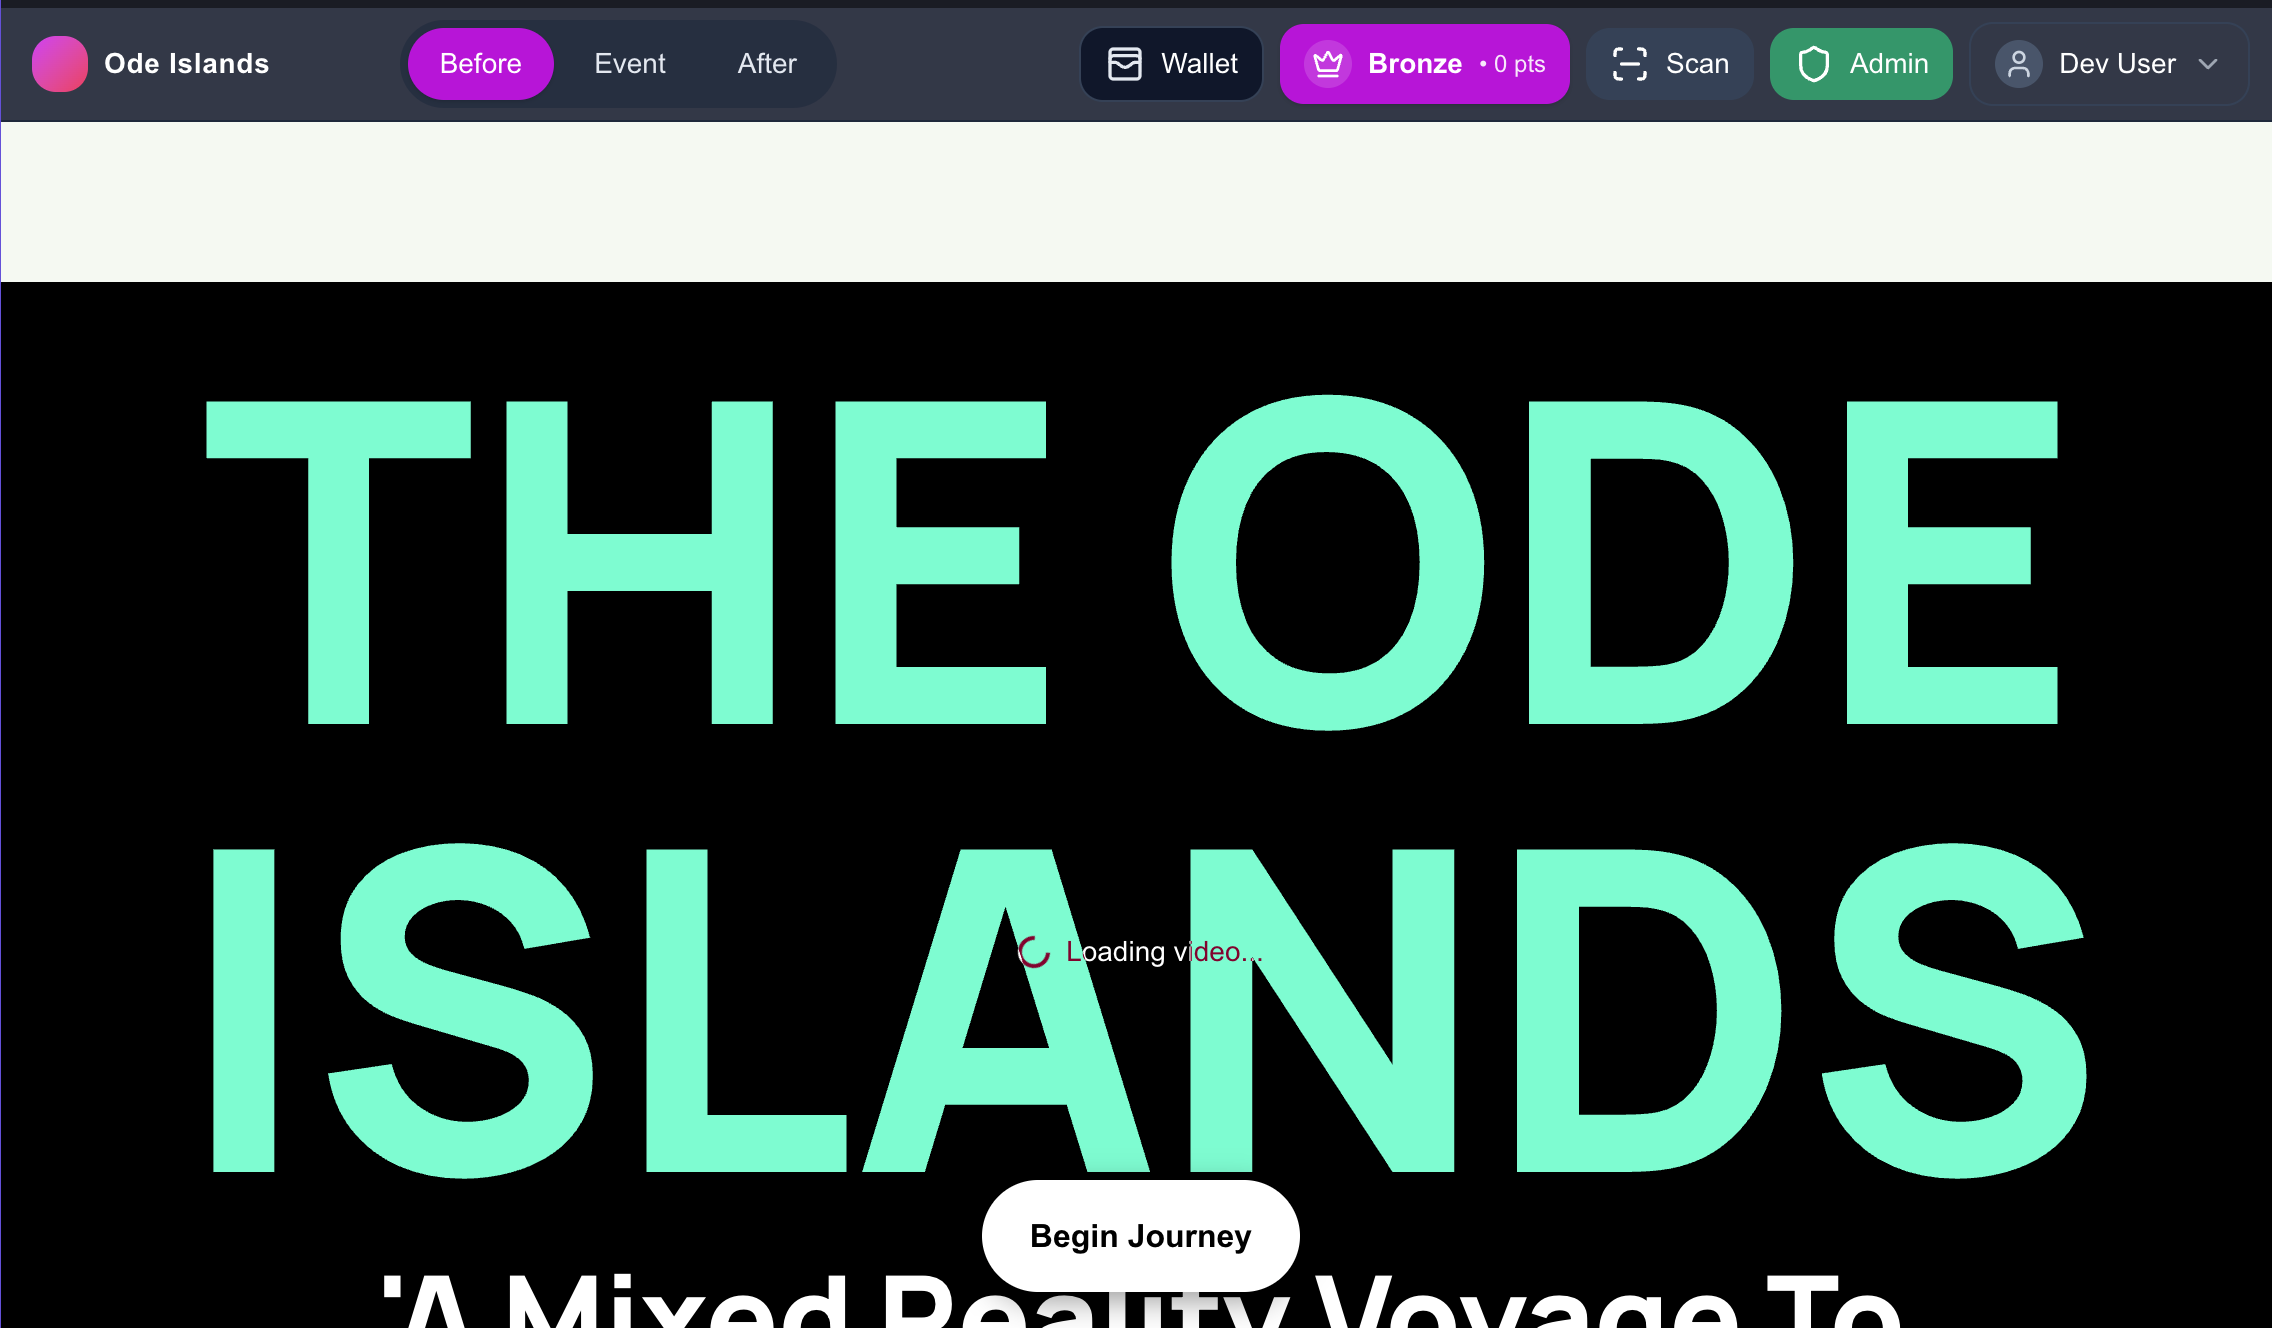 Ode Islands
Before Event After
Wallet
Bronze • 0 pts
Scan
Admin
Dev User
THE ODE
ISLANDS
Loading video...
Begin Journey
'A Mixed Reality Voyage To